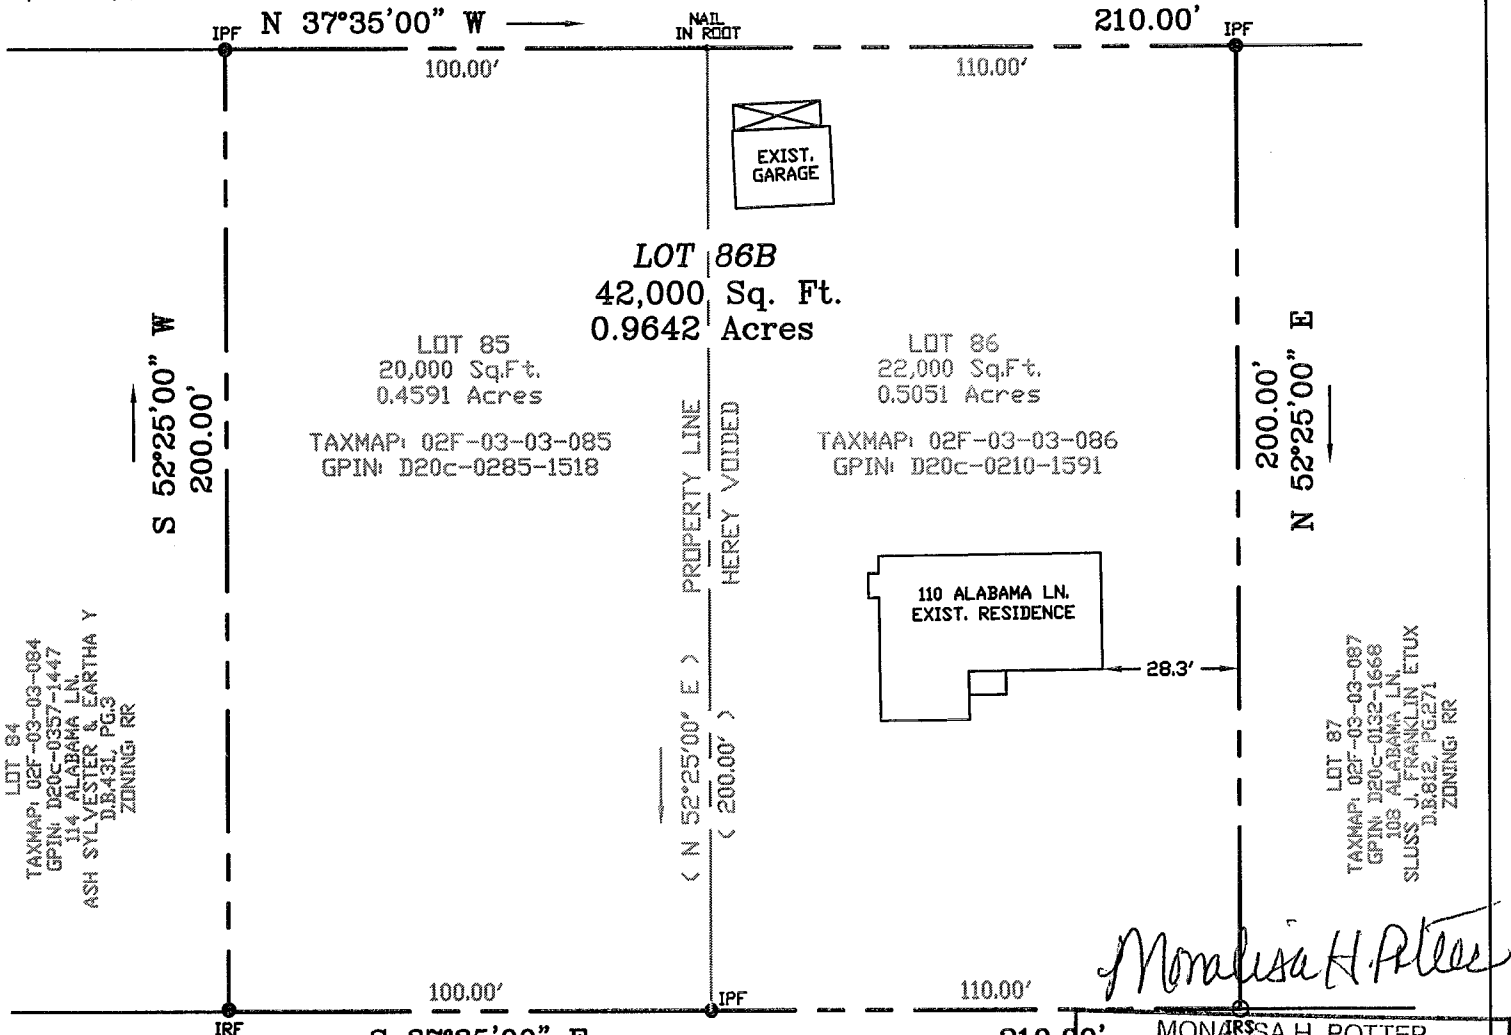 IPF
N 37°35'00" W
NAIL
IN ROOT
210.00'
IPF
100.00'
110.00'
EXIST.
GARAGE
LOT 86B
42,000 Sq. Ft.
0.9642 Acres
LOT 85
20,000 Sq.Ft.
0.4591 Acres
TAXMAP: 02F-03-03-085
GPIN: D20c-0285-1518
LOT 86
22,000 Sq.Ft.
0.5051 Acres
TAXMAP: 02F-03-03-086
GPIN: D20c-0210-1591
S 52°25'00" W
200.00'
200.00'
N 52°25'00" E
PROPERTY LINE
HEREY VOIDED
( N 52°25'00' E )
( 200.00' )
110 ALABAMA LN.
EXIST. RESIDENCE
28.3'
LOT 84
TAXMAP: 02F-03-03-084
GPIN: D20c-0357-1447
114 ALABAMA LN.
ASH SYLVESTER & EARTHA Y
D.B.431, PG.3
ZONING: RR
LOT 87
TAXMAP: 02F-03-03-087
GPIN: D20c-0132-1668
108 ALABAMA LN.
SLUSS J. FRANKLIN ETUX
D.B.812, PG.271
ZONING: RR
Monalisa H. Potter
100.00'
IPF
110.00'
IRF
IRS
MONALISA H. POTTER